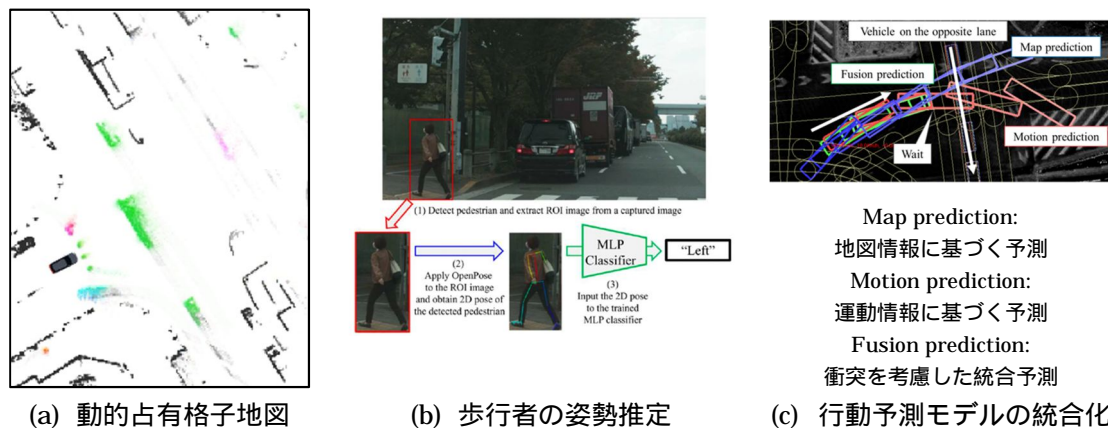 (1) Detect pedestrian and extract ROI image from a captured image
(2)
Apply OpenPose
to the ROI image
and obtain 2D pose of
the detected pedestrian
MLP
Classifier
(3)
Input the 2D pose
to the trained
MLP classifier
“Left”
Vehicle on the opposite lane
Map prediction
Fusion prediction
Wait
Motion prediction
Map prediction:
地図情報に基づく予測
Motion prediction:
運動情報に基づく予測
Fusion prediction:
衝突を考慮した統合予測
(a) 動的占有格子地図
(b) 歩行者の姿勢推定
(c) 行動予測モデルの統合化